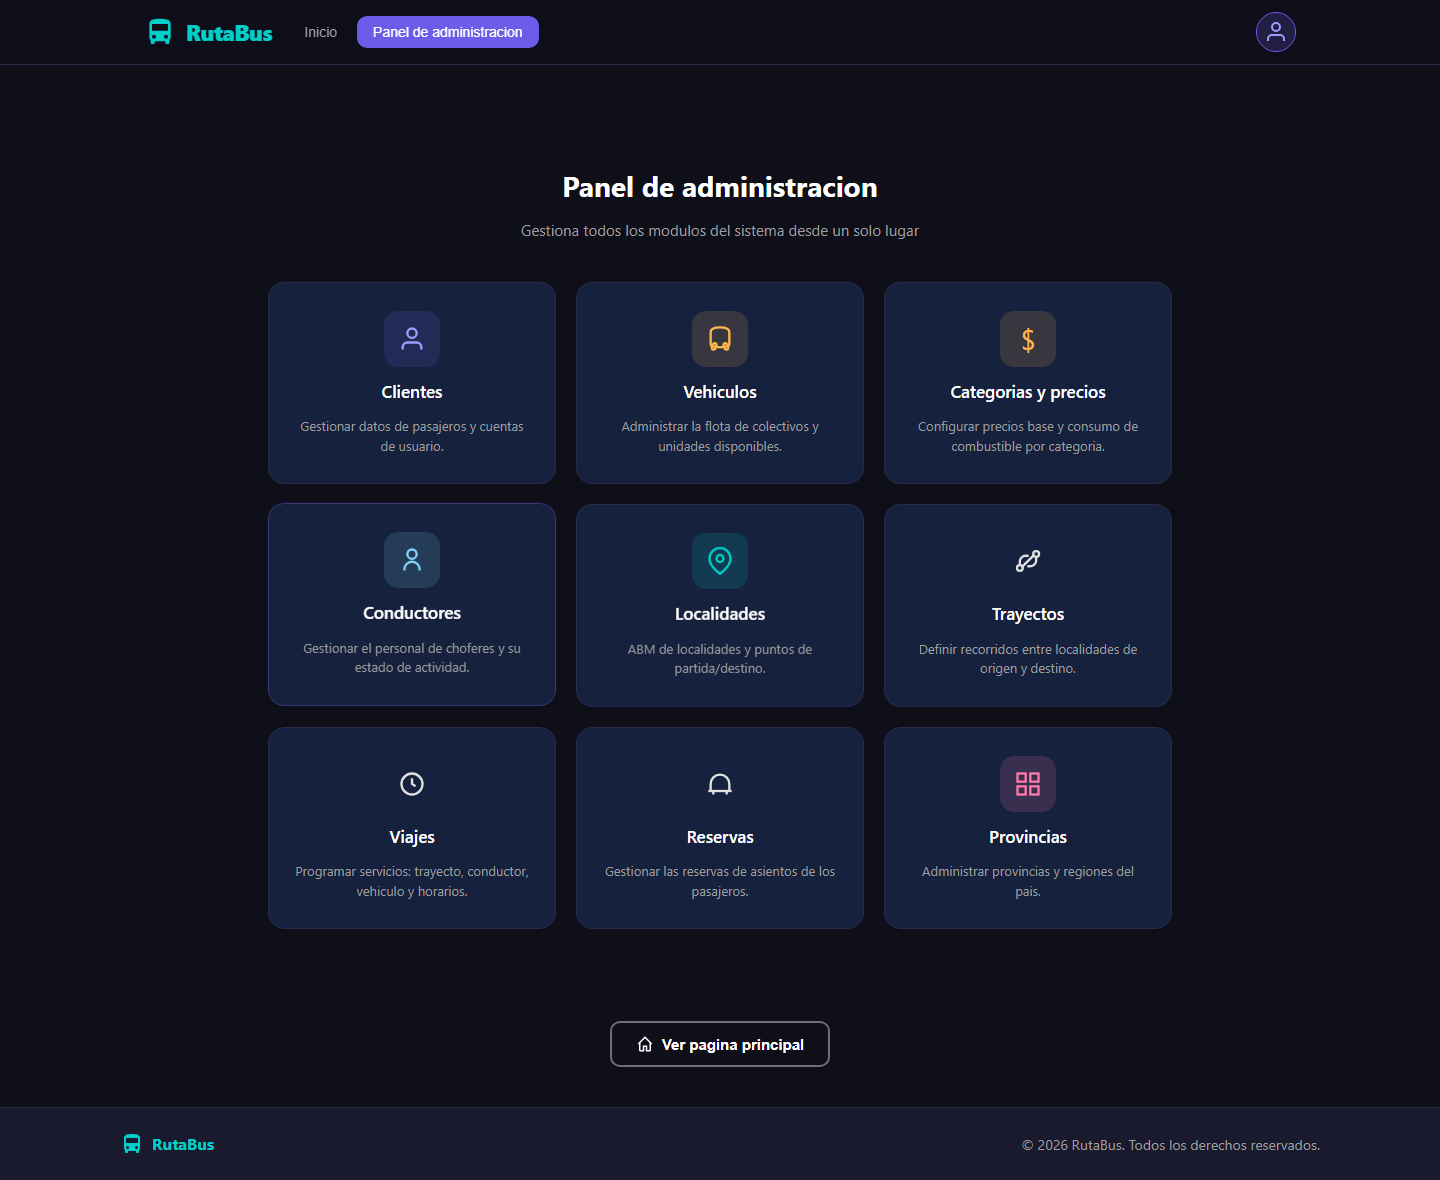 RutaBus
Inicio
Panel de administracion
Panel de administracion
Gestiona todos los modulos del sistema desde un solo lugar
Clientes
Gestionar datos de pasajeros y cuentas
de usuario.
Vehiculos
Administrar la flota de colectivos y
unidades disponibles.
$
Categorias y precios
Configurar precios base y consumo de
combustible por categoria.
Conductores
Gestionar el personal de choferes y su
estado de actividad.
Localidades
ABM de localidades y puntos de
partida/destino.
Trayectos
Definir recorridos entre localidades de
origen y destino.
Viajes
Programar servicios: trayecto, conductor,
vehiculo y horarios.
Reservas
Gestionar las reservas de asientos de los
pasajeros.
Provincias
Administrar provincias y regiones del
pais.
Ver pagina principal
RutaBus
© 2026 RutaBus. Todos los derechos reservados.